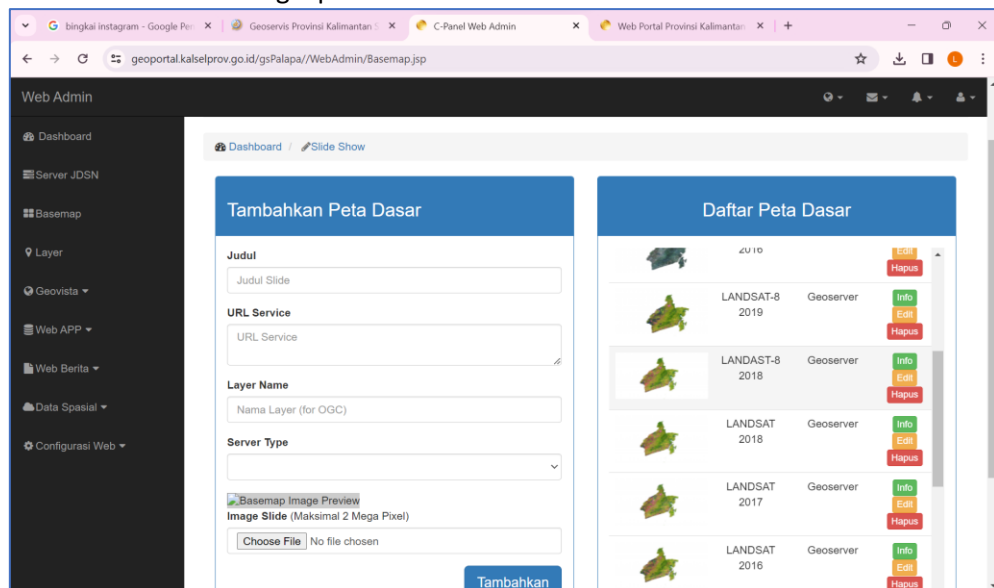 bingkai instagram - Google Per
Geoservis Provinsi Kalimantan S
C-Panel Web Admin
Web Portal Provinsi Kalimantan
geoportal.kalselprov.go.id/gsPalapa//WebAdmin/Basemap.jsp
L
Web Admin
Dashboard
Server JDSN
Basemap
Layer
Geovista
Web APP
Web Berita
Data Spasial
Configurasi Web
Dashboard / Slide Show
Tambahkan Peta Dasar
Judul
Judul Slide
URL Service
URL Service
Layer Name
Nama Layer (for OGC)
Server Type
Basemap Image Preview
Image Slide (Maksimal 2 Mega Pixel)
Choose File No file chosen
Tambahkan
Daftar Peta Dasar
2016
Edit
Hapus
LANDSAT-8 Geoserver Info
2019 Edit
Hapus
LANDAST-8 Geoserver Info
2018 Edit
Hapus
LANDSAT Geoserver Info
2018 Edit
Hapus
LANDSAT Geoserver Info
2017 Edit
Hapus
LANDSAT Geoserver Info
2016 Edit
Hapus